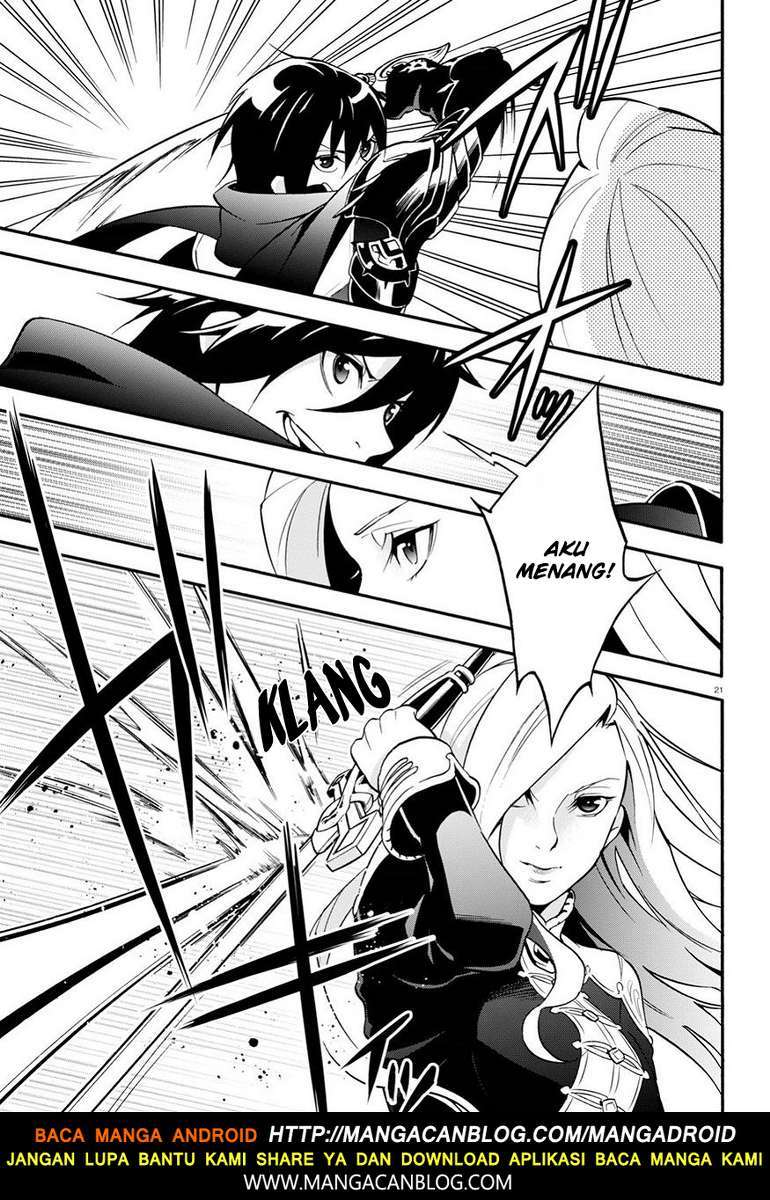 AKU
MENANG!
21
KLANG
BACA MANGA ANDROID HTTP://MANGACANBLOG.COM/MANGADROID
JANGAN LUPA BANTU KAMI SHARE YA DAN DOWNLOAD APLIKASI BACA MANGA KAMI
WWW.MANGACANBLOG.COM